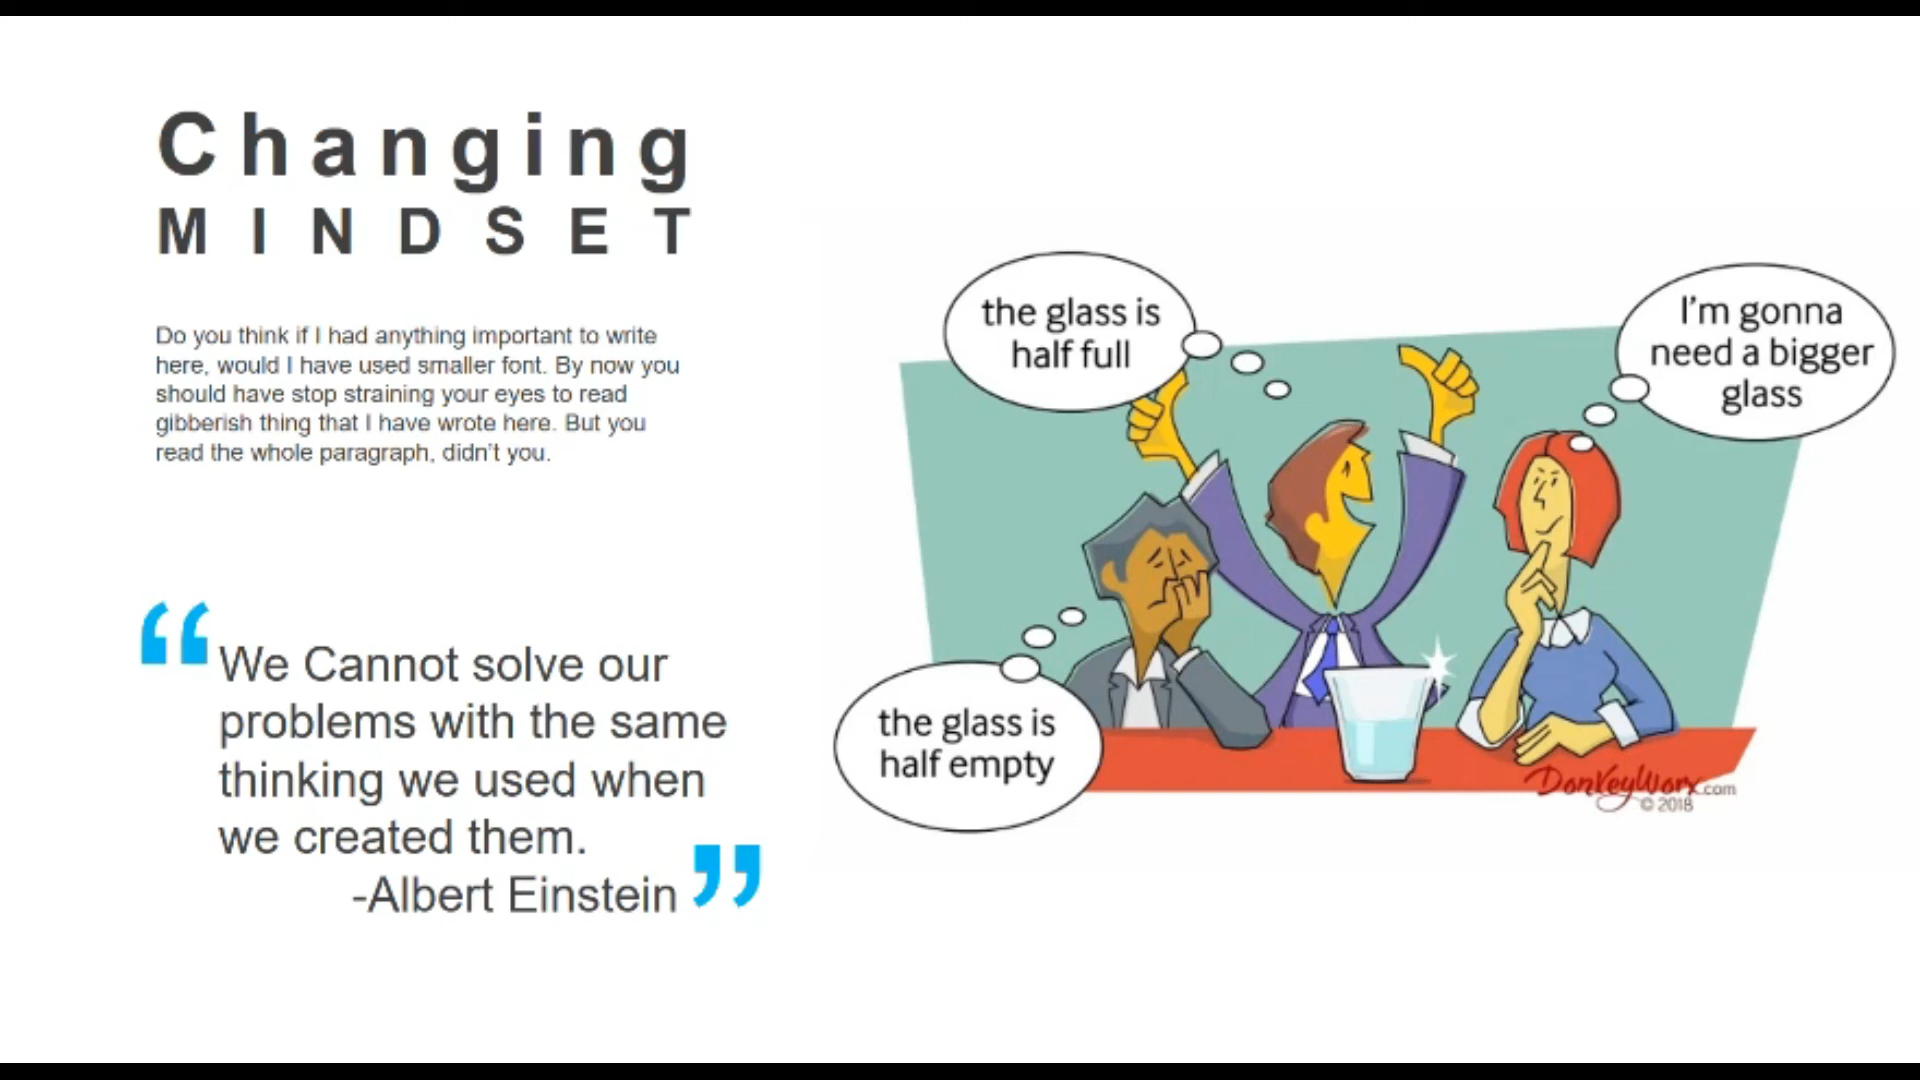 Changing
MINDSET
Do you think if I had anything important to write
here, would I have used smaller font. By now you
should have stop straining your eyes to read
gibberish thing that I have wrote here. But you
read the whole paragraph, didn't you.
“We Cannot solve our
problems with the same
thinking we used when
we created them.
-Albert Einstein”
the glass is
half full
I'm gonna
need a bigger
glass
the glass is
half empty
DonkeyWorx.com
© 2018